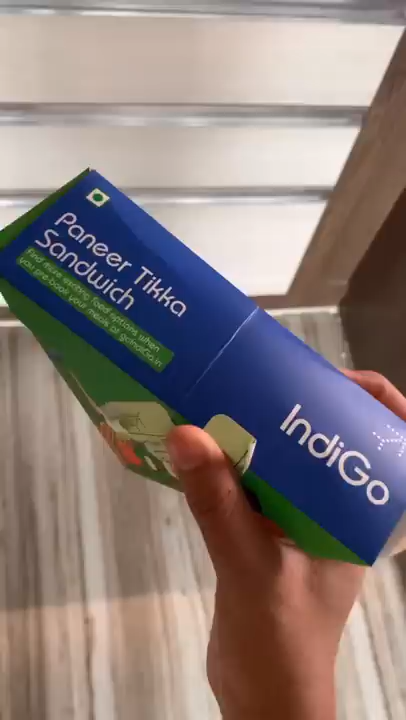 Paneer Tikka
Sandwich
Find more exciting food options when
you pre-book your meals at goIndiGo.in
IndiGo